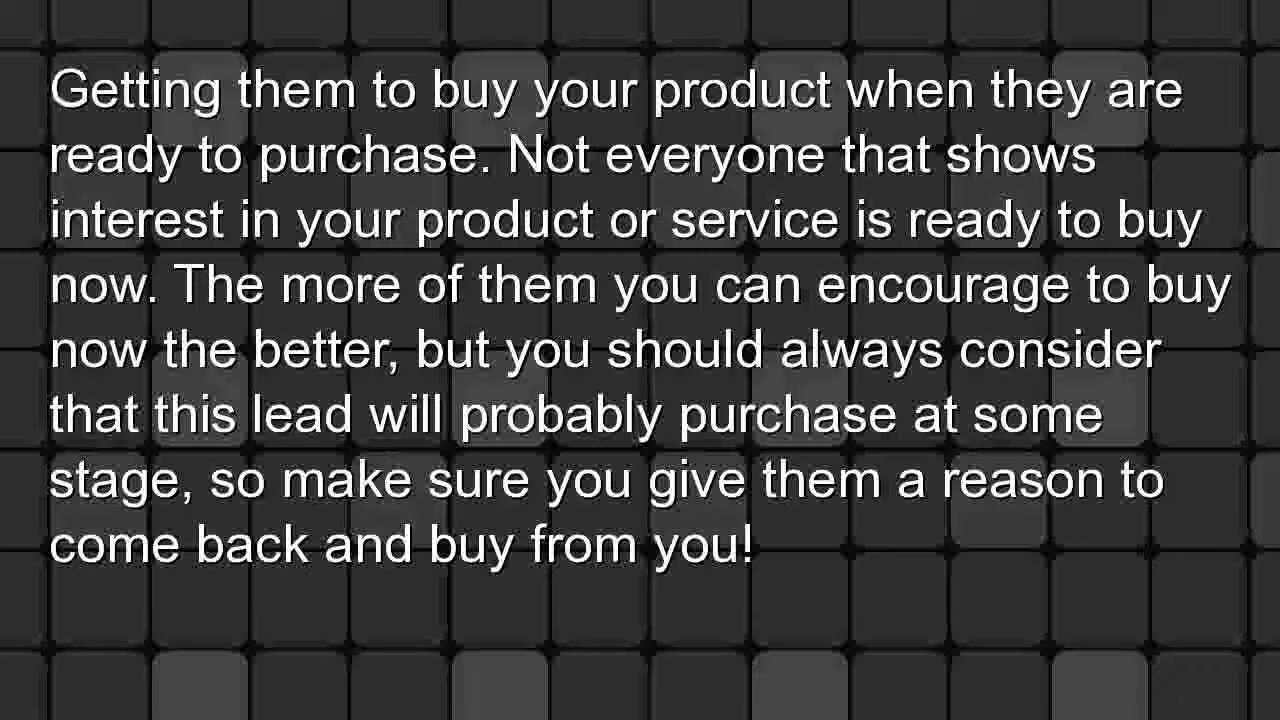 Getting them to buy your product when they are
ready to purchase. Not everyone that shows
interest in your product or service is ready to buy
now. The more of them you can encourage to buy
now the better, but you should always consider
that this lead will probably purchase at some
stage, so make sure you give them a reason to
come back and buy from you!